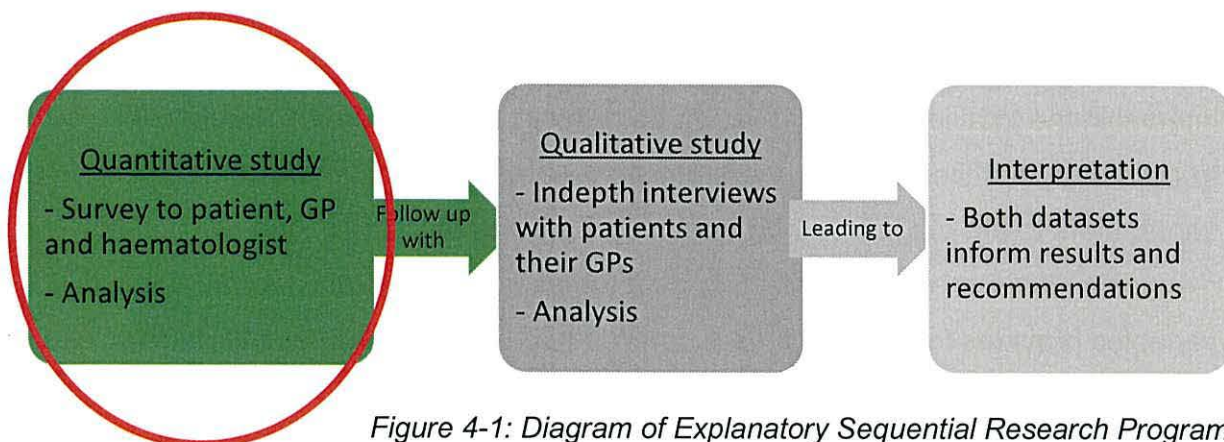 Quantitative study
- Survey to patient, GP
and haematologist
- Analysis
Follow up
with
Qualitative study
- Indepth interviews
with patients and
their GPs
- Analysis
Leading to
Interpretation
- Both datasets
inform results and
recommendations
Figure 4-1: Diagram of Explanatory Sequential Research Program